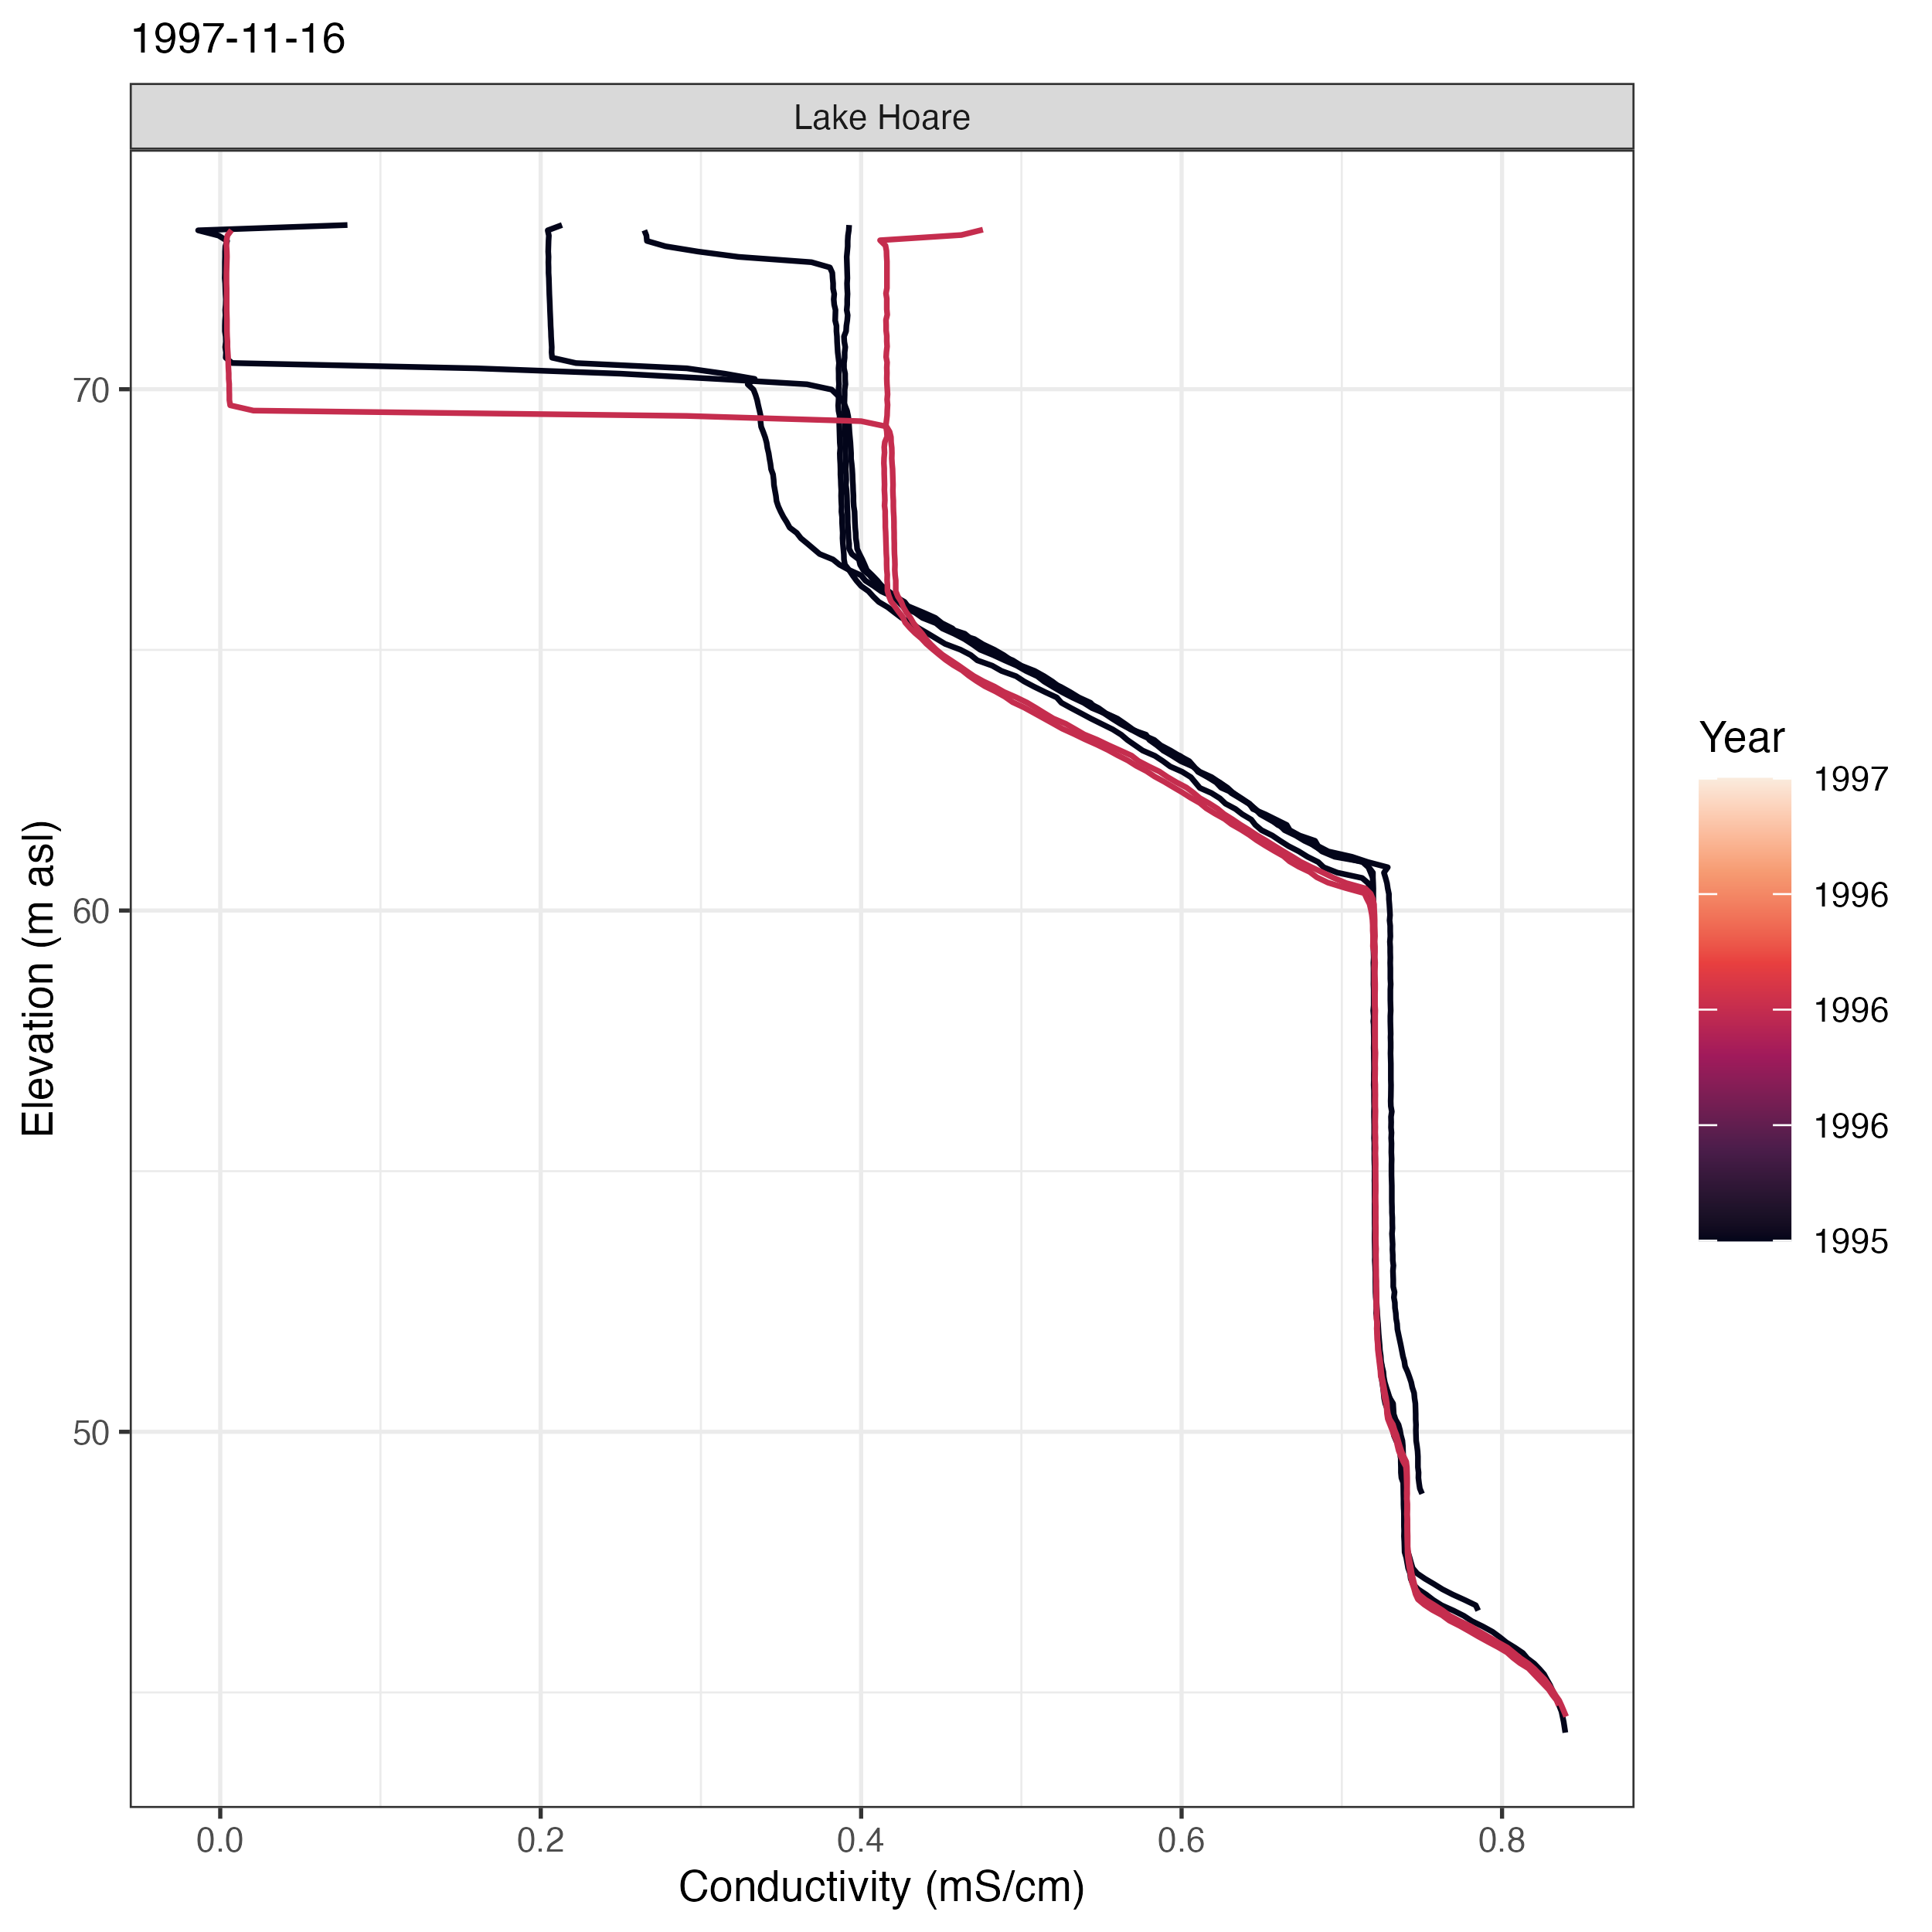 1997-11-16
Lake Hoare
Elevation (m asl)
70
60
50
0.0 0.2 0.4 0.6 0.8
Conductivity (mS/cm)
Year
1997
1996
1996
1996
1995